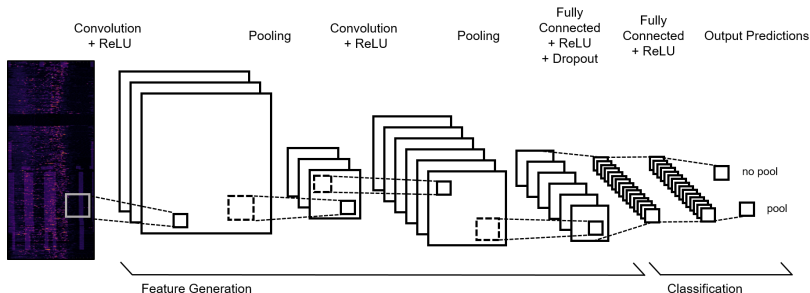 Convolution
+ ReLU
Pooling
Convolution
+ ReLU
Pooling
Fully
Connected
+ ReLU
+ Dropout
Fully
Connected
+ ReLU
Output Predictions
no pool
pool
Feature Generation
Classification